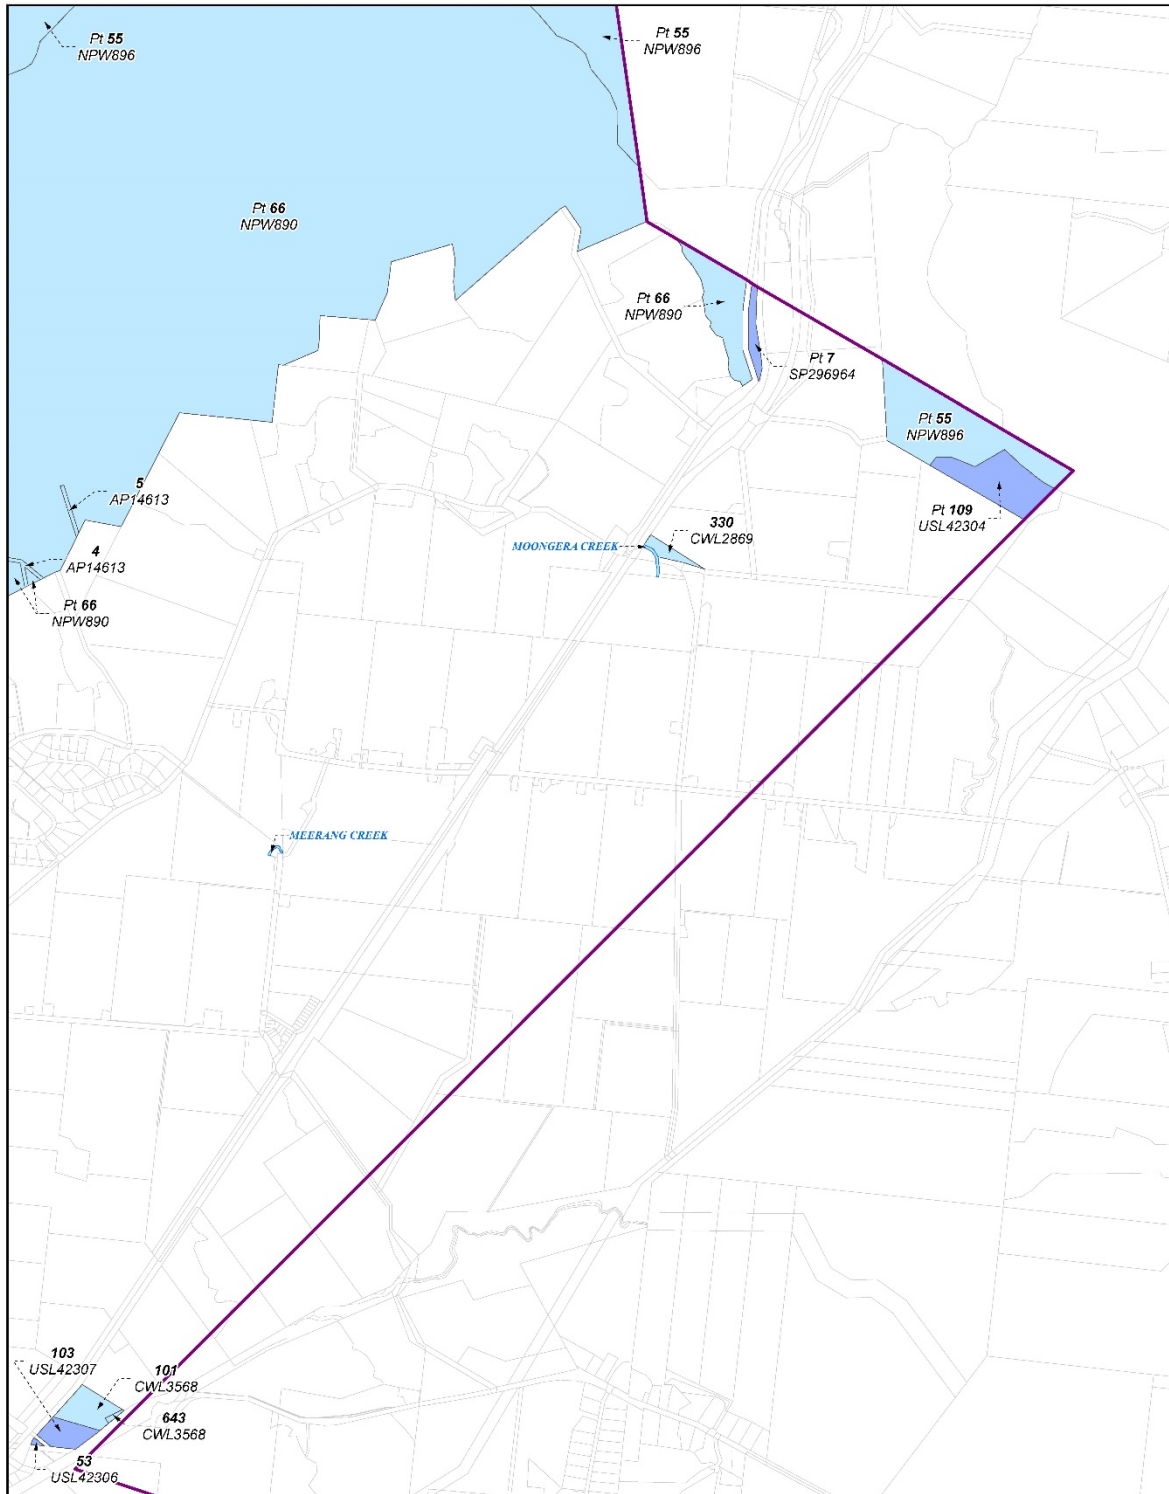 Pt 55
NPW896
Pt 55
NPW896
Pt 66
NPW890
Pt 66
NPW890
Pt 7
SP296964
Pt 55
NPW896
5
AP14613
Pt 109
USL42304
330
CWL2869
MOONGERA CREEK
4
AP14613
Pt 66
NPW890
MEERANG CREEK
103
USL42307
101
CWL3568
643
CWL3568
53
USL42306